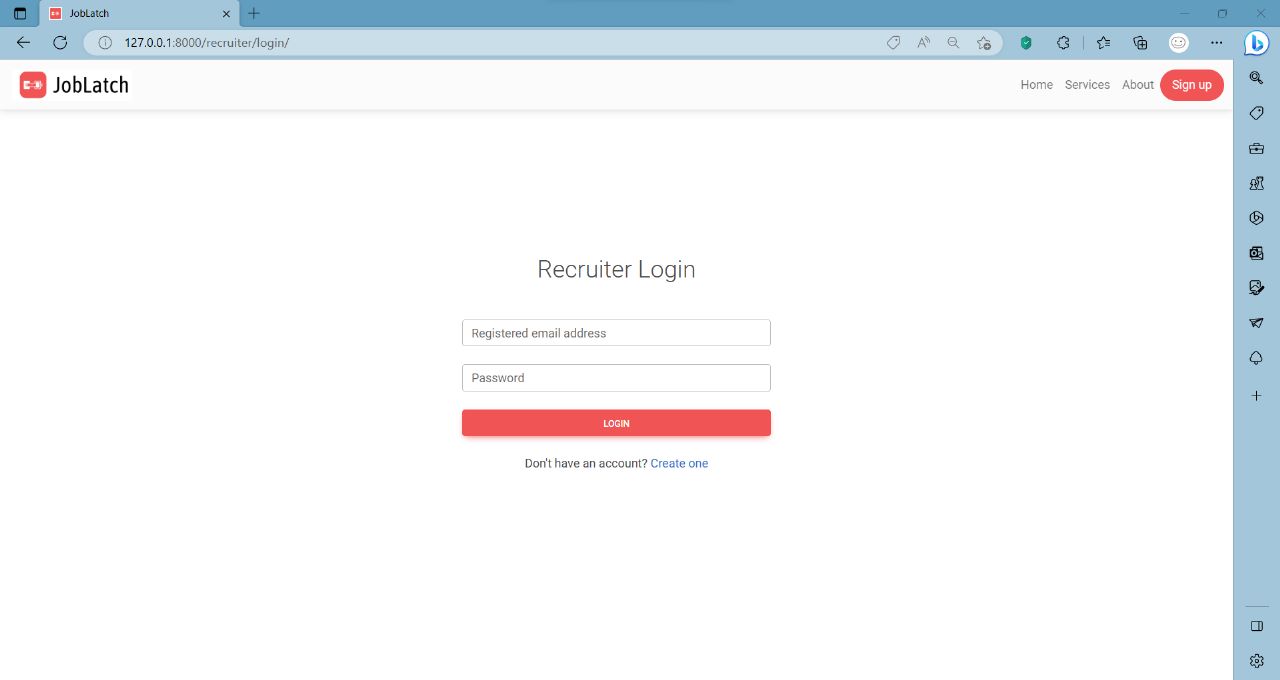 JobLatch
127.0.0.1:8000/recruiter/login/
JobLatch
Home Services About Sign up
Recruiter Login
Registered email address
Password
LOGIN
Don't have an account? Create one